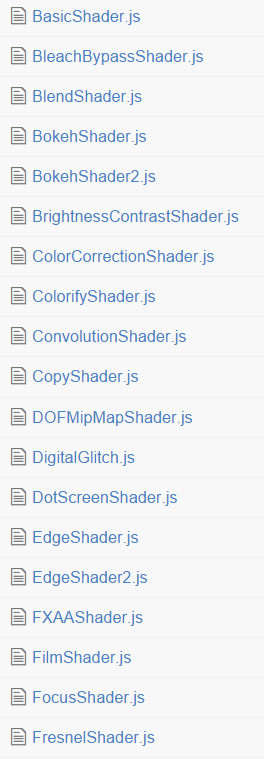 BasicShader.js
BleachBypassShader.js
BlendShader.js
BokehShader.js
BokehShader2.js
BrightnessContrastShader.js
ColorCorrectionShader.js
ColorifyShader.js
ConvolutionShader.js
CopyShader.js
DOFMipMapShader.js
DigitalGlitch.js
DotScreenShader.js
EdgeShader.js
EdgeShader2.js
FXAAShader.js
FilmShader.js
FocusShader.js
FresnelShader.js